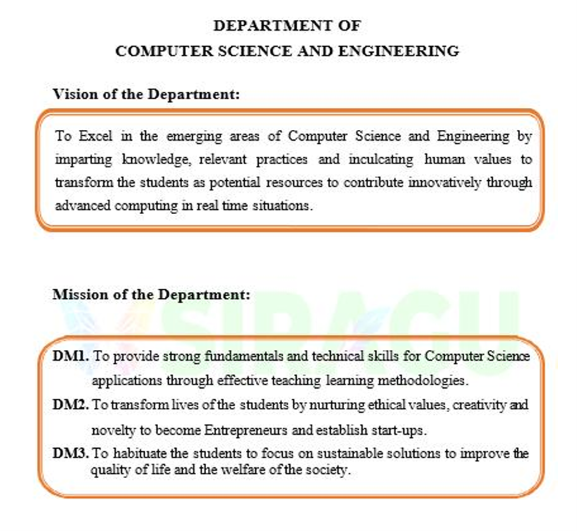 DEPARTMENT OF
COMPUTER SCIENCE AND ENGINEERING
Vision of the Department:
To Excel in the emerging areas of Computer Science and Engineering by
imparting knowledge, relevant practices and inculcating human values to
transform the students as potential resources to contribute innovatively through
advanced computing in real time situations.
SIRAGU
Mission of the Department:
DM1. To provide strong fundamentals and technical skills for Computer Science
applications through effective teaching learning methodologies.
DM2. To transform lives of the students by nurturing ethical values, creativity and
novelty to become Entrepreneurs and establish start-ups.
DM3. To habituate the students to focus on sustainable solutions to improve the
quality of life and the welfare of the society.